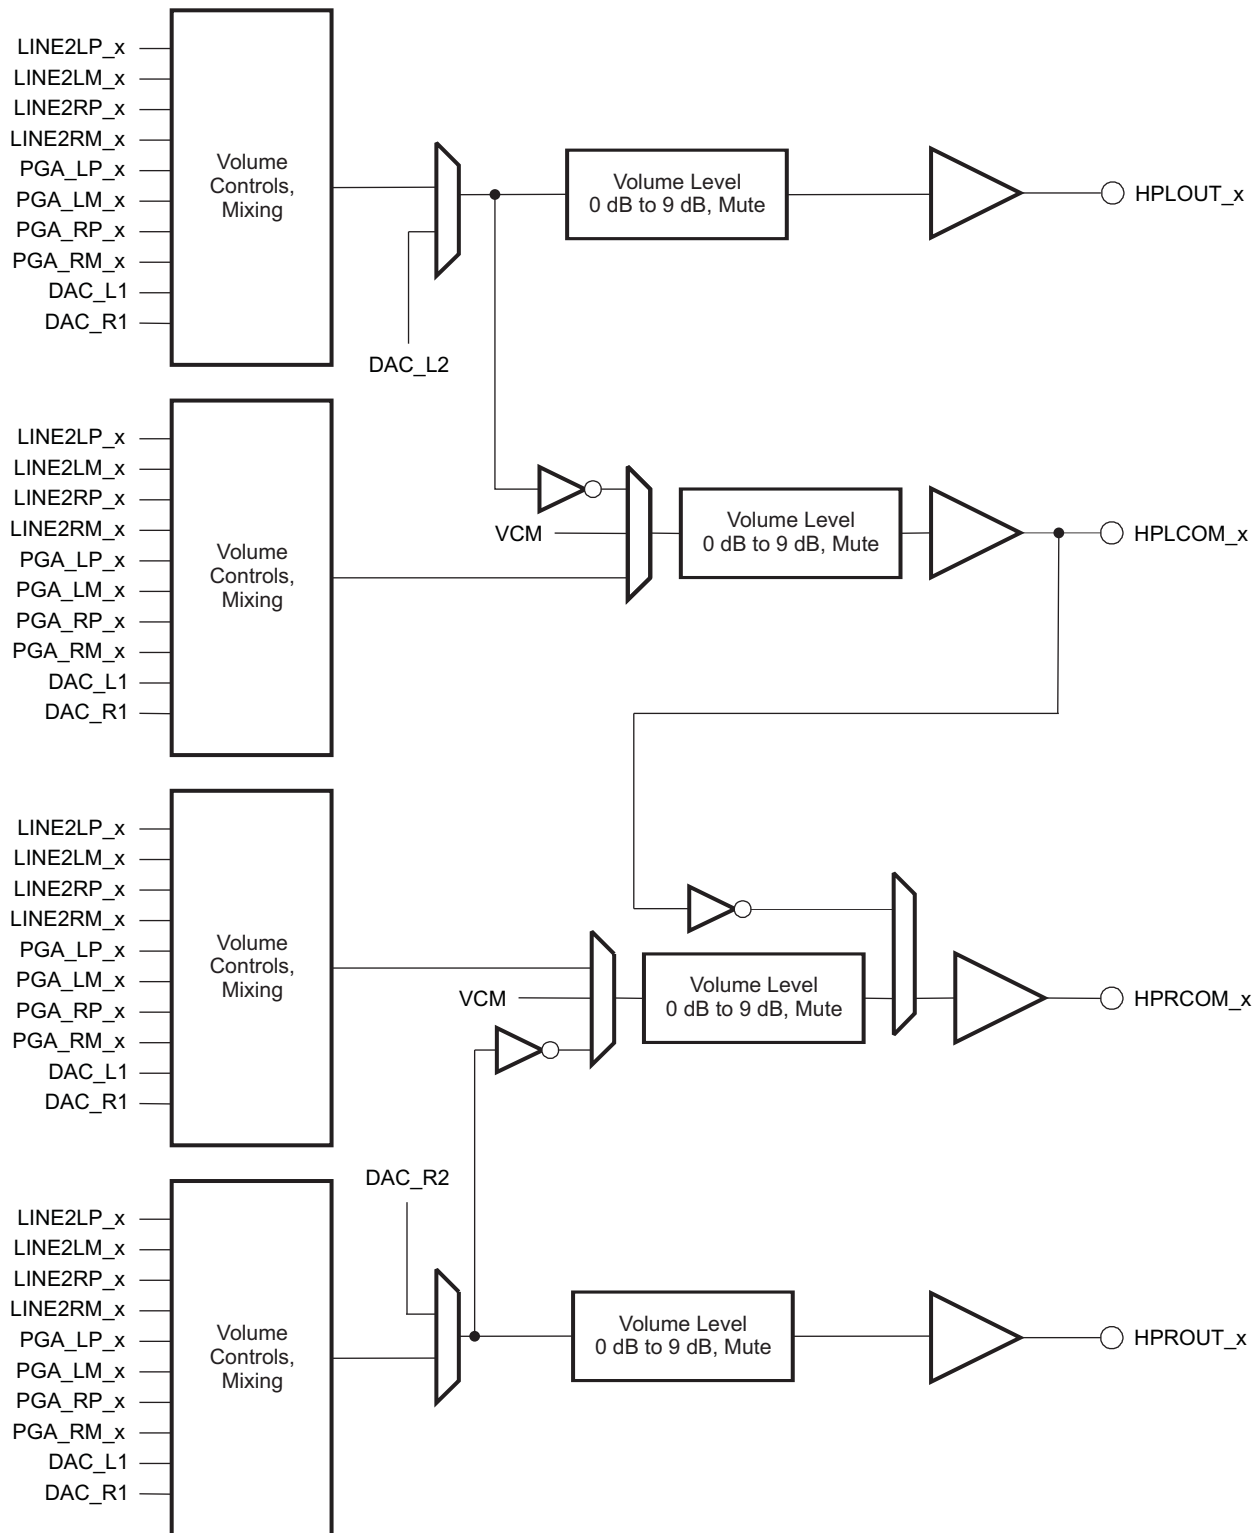 LINE2LP_x
LINE2LM_x
LINE2RP_x
LINE2RM_x
PGA_LP_x
PGA_LM_x
PGA_RP_x
PGA_RM_x
DAC_L1
DAC_R1
Volume
Controls,
Mixing
DAC_L2
Volume Level
0 dB to 9 dB, Mute
HPLOUT_x
LINE2LP_x
LINE2LM_x
LINE2RP_x
LINE2RM_x
PGA_LP_x
PGA_LM_x
PGA_RP_x
PGA_RM_x
DAC_L1
DAC_R1
Volume
Controls,
Mixing
VCM
Volume Level
0 dB to 9 dB, Mute
HPLCOM_x
LINE2LP_x
LINE2LM_x
LINE2RP_x
LINE2RM_x
PGA_LP_x
PGA_LM_x
PGA_RP_x
PGA_RM_x
DAC_L1
DAC_R1
Volume
Controls,
Mixing
VCM
Volume Level
0 dB to 9 dB, Mute
HPRCOM_x
LINE2LP_x
LINE2LM_x
LINE2RP_x
LINE2RM_x
PGA_LP_x
PGA_LM_x
PGA_RP_x
PGA_RM_x
DAC_L1
DAC_R1
Volume
Controls,
Mixing
DAC_R2
Volume Level
0 dB to 9 dB, Mute
HPROUT_x